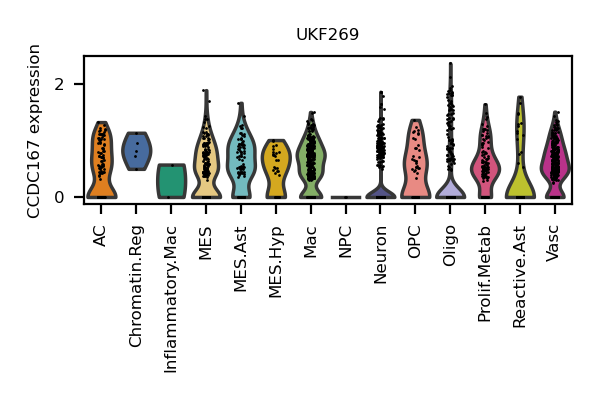 UKF269
CCDC167 expression
2
0
AC
Chromatin.Reg
Inflammatory.Mac
MES
MES.Ast
MES.Hyp
Mac
NPC
Neuron
OPC
Oligo
Prolif.Metab
Reactive.Ast
Vasc